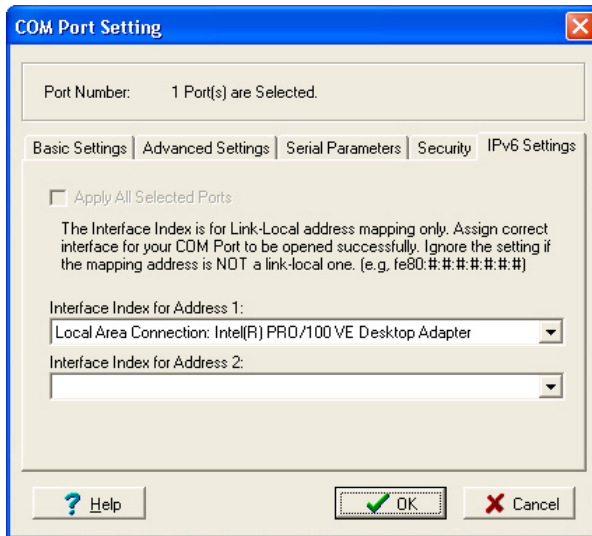 COM Port Setting
Port Number: 1 Port(s) are Selected.
Basic Settings Advanced Settings Serial Parameters Security IPv6 Settings
Apply All Selected Ports
The Interface Index is for Link-Local address mapping only. Assign correct
interface for your COM Port to be opened successfully. Ignore the setting if
the mapping address is NOT a link-local one. (e.g, fe80:#:#:#:#:#:#:#)
Interface Index for Address 1:
Local Area Connection: Intel(R) PRO/100 VE Desktop Adapter
Interface Index for Address 2:
? Help OK Cancel